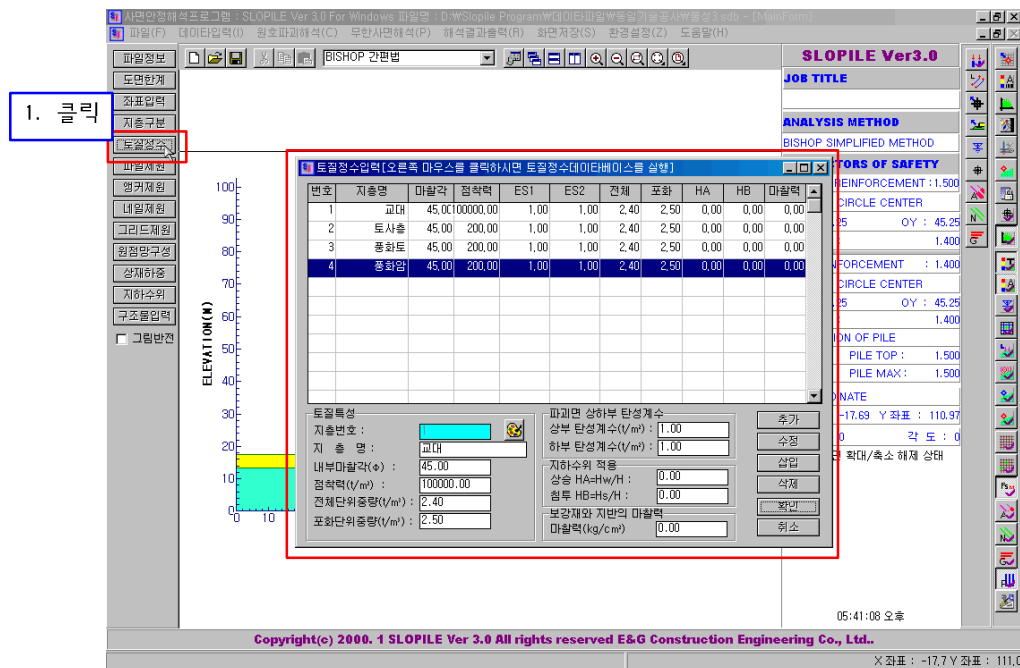 사면안정해석프로그램 : SLOPILE Ver 3,0 For Windows 파일명 : D:₩Slopile Program₩데이타파일₩동일기술공사₩물성3.sdb - [MainForm]
파일(F) 데이타입력(I) 원호파괴해석(C) 무한사면해석(P) 해석결과출력(R) 화면저장(S) 환경설정(Z) 도움말(H)
파일정보
BISHOP 간편법
도면한계
좌표입력
지층구분
토질정수
파일제원
앵커제원
네일제원
그리드제원
원점망구성
상재하중
지하수위
구조물입력
그림반전
1. 클릭
SLOPILE Ver3.0
JOB TITLE
ANALYSIS METHOD
BISHOP SIMPLIFIED METHOD
TORS OF SAFETY
REINFORCEMENT : 1.500
CIRCLE CENTER
.25 OY : 45.25
1.400
NFORCEMENT : 1.400
CIRCLE CENTER
.25 OY : 45.25
1.400
ION OF PILE
PILE TOP : 1.500
PILE MAX : 1.500
NATE
-17.69 Y 좌표 : 110.97
0 각 도 : 0
확대/축소 해제 상태
토질정수입력[오른쪽 마우스를 클릭하시면 토질정수데이타베이스를 실행]
번호 지층명 마찰각 점착력 ES1 ES2 전체 포화 HA HB 마찰력
1 교대 45,00 100000,00 1,00 1,00 2,40 2,50 0,00 0,00 0,00
2 토사층 45,00 200,00 1,00 1,00 2,40 2,50 0,00 0,00 0,00
3 풍화토 45,00 200,00 1,00 1,00 2,40 2,50 0,00 0,00 0,00
4 풍화암 45,00 200,00 1,00 1,00 2,40 2,50 0,00 0,00 0,00
토질특성
지층번호 : 1
지 층 명 : 교대
내부마찰각(Φ) : 45.00
점착력(t/m²) : 100000.00
전체단위중량(t/m³) : 2.40
포화단위중량(t/m³) : 2.50
파괴면 상하부 탄성계수
상부 탄성계수(t/m²) : 1.00
하부 탄성계수(t/m²) : 1.00
지하수위 적용
상승 HA=Hw/H : 0.00
침투 HB=Hs/H : 0.00
보강재와 지반의 마찰력
마찰력(kg/cm²) 0.00
추가
수정
삽입
삭제
확인
취소
ELEVATION(M)
100
90
80
70
60
50
40
30
20
10
0
0 10
05:41:08 오후
Copyright(c) 2000. 1 SLOPILE Ver 3.0 All rights reserved E&G Construction Engineering Co., Ltd..
X 좌표 : -17,7 Y 좌표 : 111,0